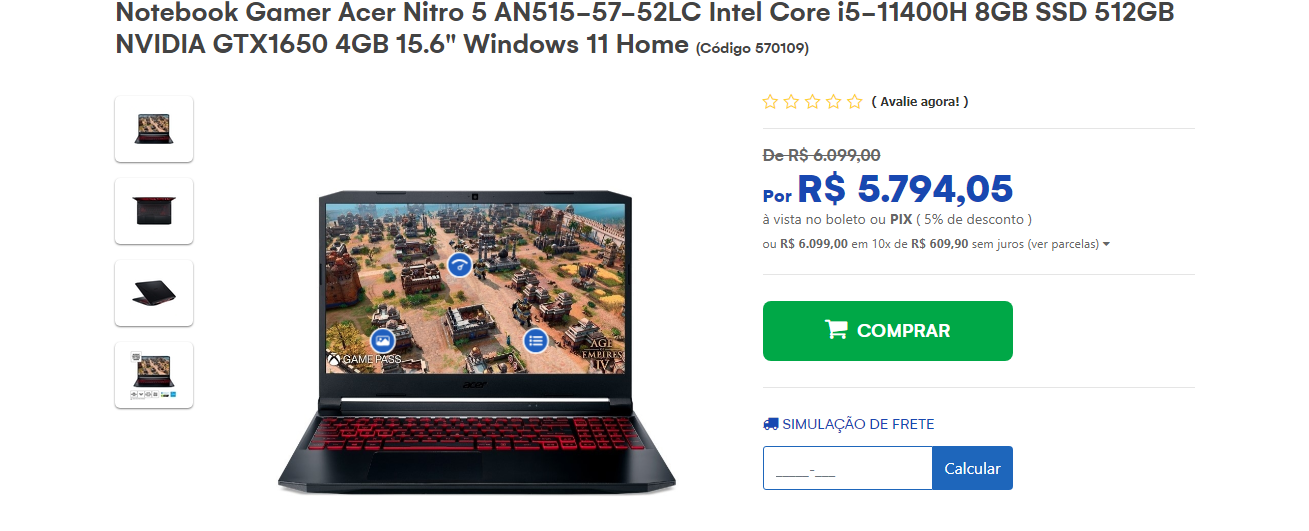 Notebook Gamer Acer Nitro 5 AN515-57-52LC Intel Core i5-11400H 8GB SSD 512GB
NVIDIA GTX1650 4GB 15.6" Windows 11 Home (Código 570109)
( Avalie agora! )
De R$ 6.099,00
Por R$ 5.794,05
à vista no boleto ou PIX ( 5% de desconto )
ou R$ 6.099,00 em 10x de R$ 609,90 sem juros (ver parcelas)
COMPRAR
SIMULAÇÃO DE FRETE
_____-___
Calcular
GAME PASS
AGE
EMPIRES
IV
acer